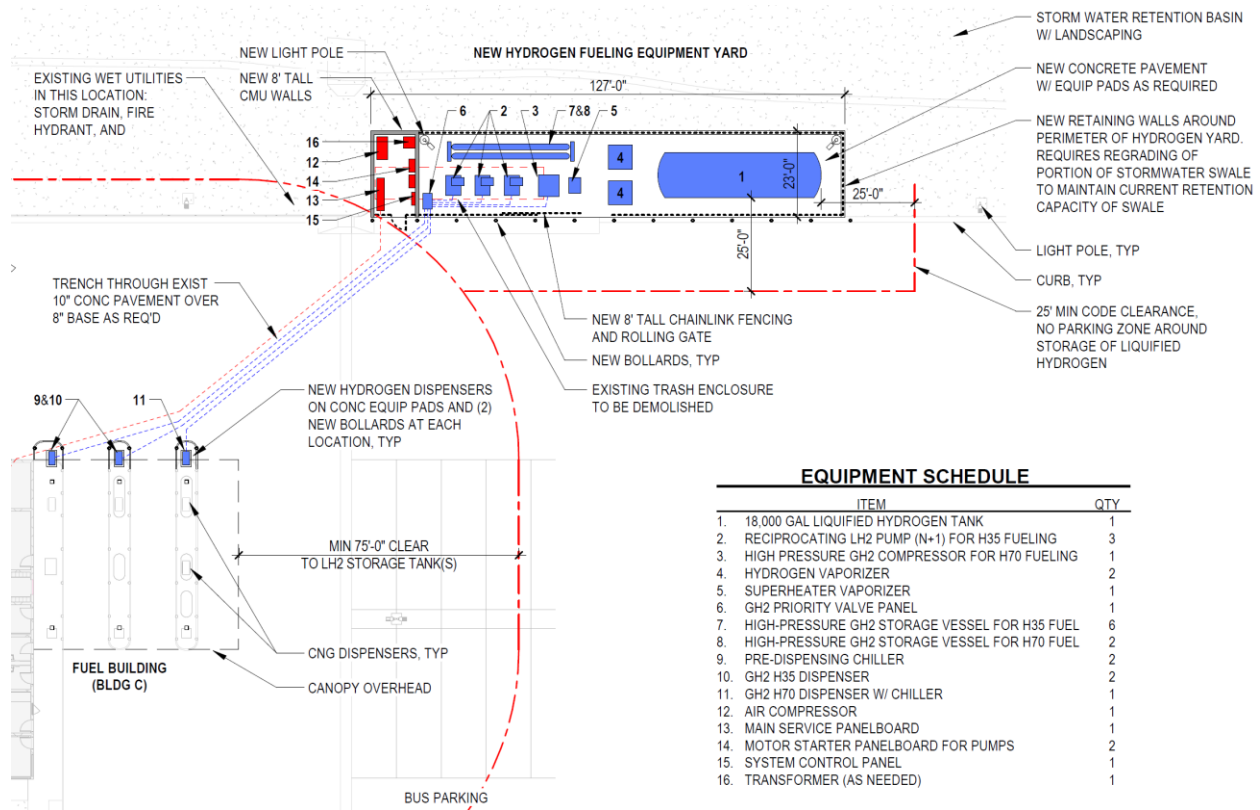 STORM WATER RETENTION BASIN
W/ LANDSCAPING
NEW LIGHT POLE
NEW HYDROGEN FUELING EQUIPMENT YARD
NEW CONCRETE PAVEMENT
W/ EQUIP PADS AS REQUIRED
EXISTING WET UTILITIES
IN THIS LOCATION:
STORM DRAIN, FIRE
HYDRANT, AND
NEW 8' TALL
CMU WALLS
127'-0"
6
2
3
7&8
5
NEW RETAINING WALLS AROUND
PERIMETER OF HYDROGEN YARD.
REQUIRES REGRADING OF
PORTION OF STORMWATER SWALE
TO MAINTAIN CURRENT RETENTION
CAPACITY OF SWALE
16
12
14
13
15
4
4
1
23'-0"
25'-0"
25'-0"
LIGHT POLE, TYP
CURB, TYP
TRENCH THROUGH EXIST
10" CONC PAVEMENT OVER
8" BASE AS REQ'D
NEW 8' TALL CHAINLINK FENCING
AND ROLLING GATE
NEW BOLLARDS, TYP
EXISTING TRASH ENCLOSURE
TO BE DEMOLISHED
25' MIN CODE CLEARANCE,
NO PARKING ZONE AROUND
STORAGE OF LIQUIFIED
HYDROGEN
9&10
11
NEW HYDROGEN DISPENSERS
ON CONC EQUIP PADS AND (2)
NEW BOLLARDS AT EACH
LOCATION, TYP
MIN 75'-0" CLEAR
TO LH2 STORAGE TANK(S)
CNG DISPENSERS, TYP
FUEL BUILDING
(BLDG C)
CANOPY OVERHEAD
BUS PARKING
EQUIPMENT SCHEDULE
ITEM QTY
1. 18,000 GAL LIQUIFIED HYDROGEN TANK 1
2. RECIPROCATING LH2 PUMP (N+1) FOR H35 FUELING 3
3. HIGH PRESSURE GH2 COMPRESSOR FOR H70 FUELING 1
4. HYDROGEN VAPORIZER 2
5. SUPERHEATER VAPORIZER 1
6. GH2 PRIORITY VALVE PANEL 1
7. HIGH-PRESSURE GH2 STORAGE VESSEL FOR H35 FUEL 6
8. HIGH-PRESSURE GH2 STORAGE VESSEL FOR H70 FUEL 2
9. PRE-DISPENSING CHILLER 2
10. GH2 H35 DISPENSER 2
11. GH2 H70 DISPENSER W/ CHILLER 1
12. AIR COMPRESSOR 1
13. MAIN SERVICE PANELBOARD 1
14. MOTOR STARTER PANELBOARD FOR PUMPS 2
15. SYSTEM CONTROL PANEL 1
16. TRANSFORMER (AS NEEDED) 1